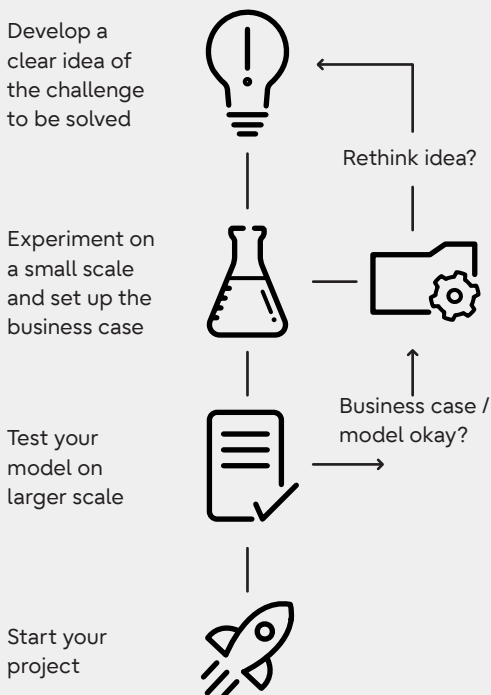 Develop a
clear idea of
the challenge
to be solved
Rethink idea?
Experiment on
a small scale
and set up the
business case
Business case /
model okay?
Test your
model on
larger scale
Start your
project